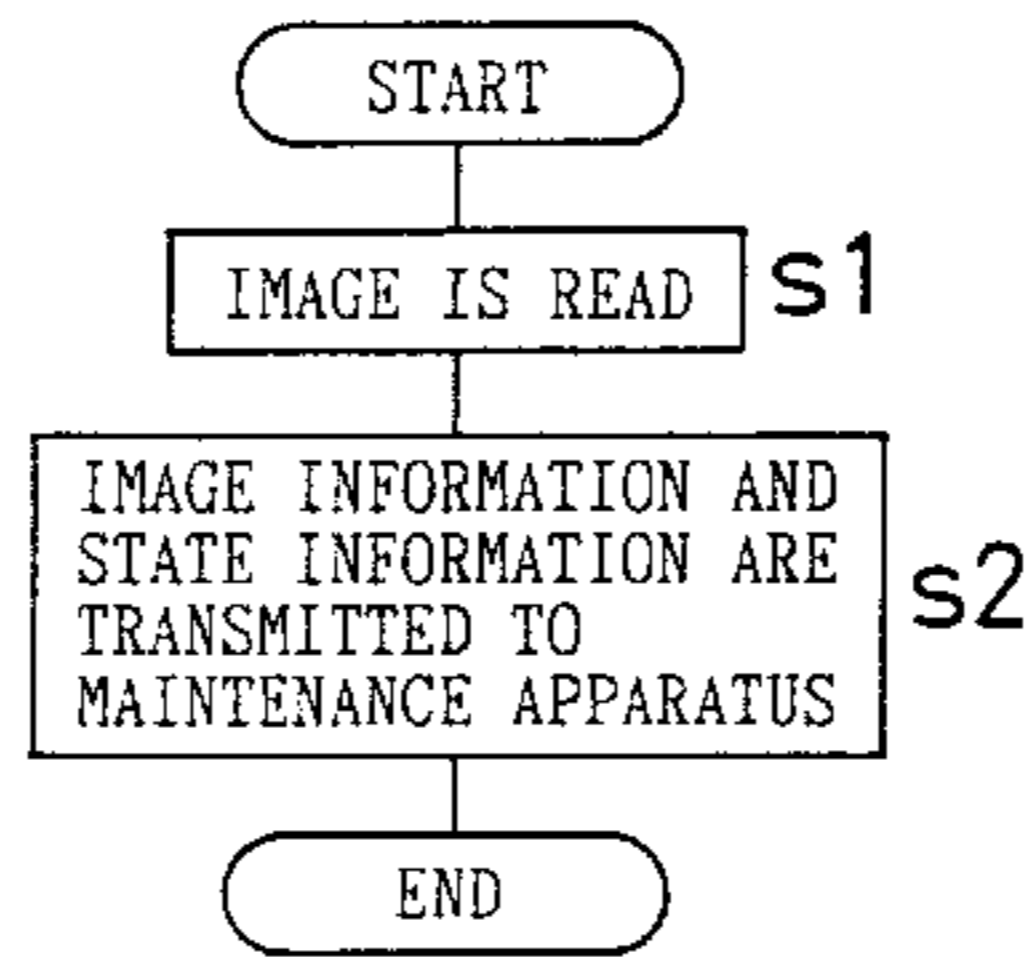 START
IMAGE IS READ
s1
IMAGE INFORMATION AND
STATE INFORMATION ARE
TRANSMITTED TO
MAINTENANCE APPARATUS
s2
END